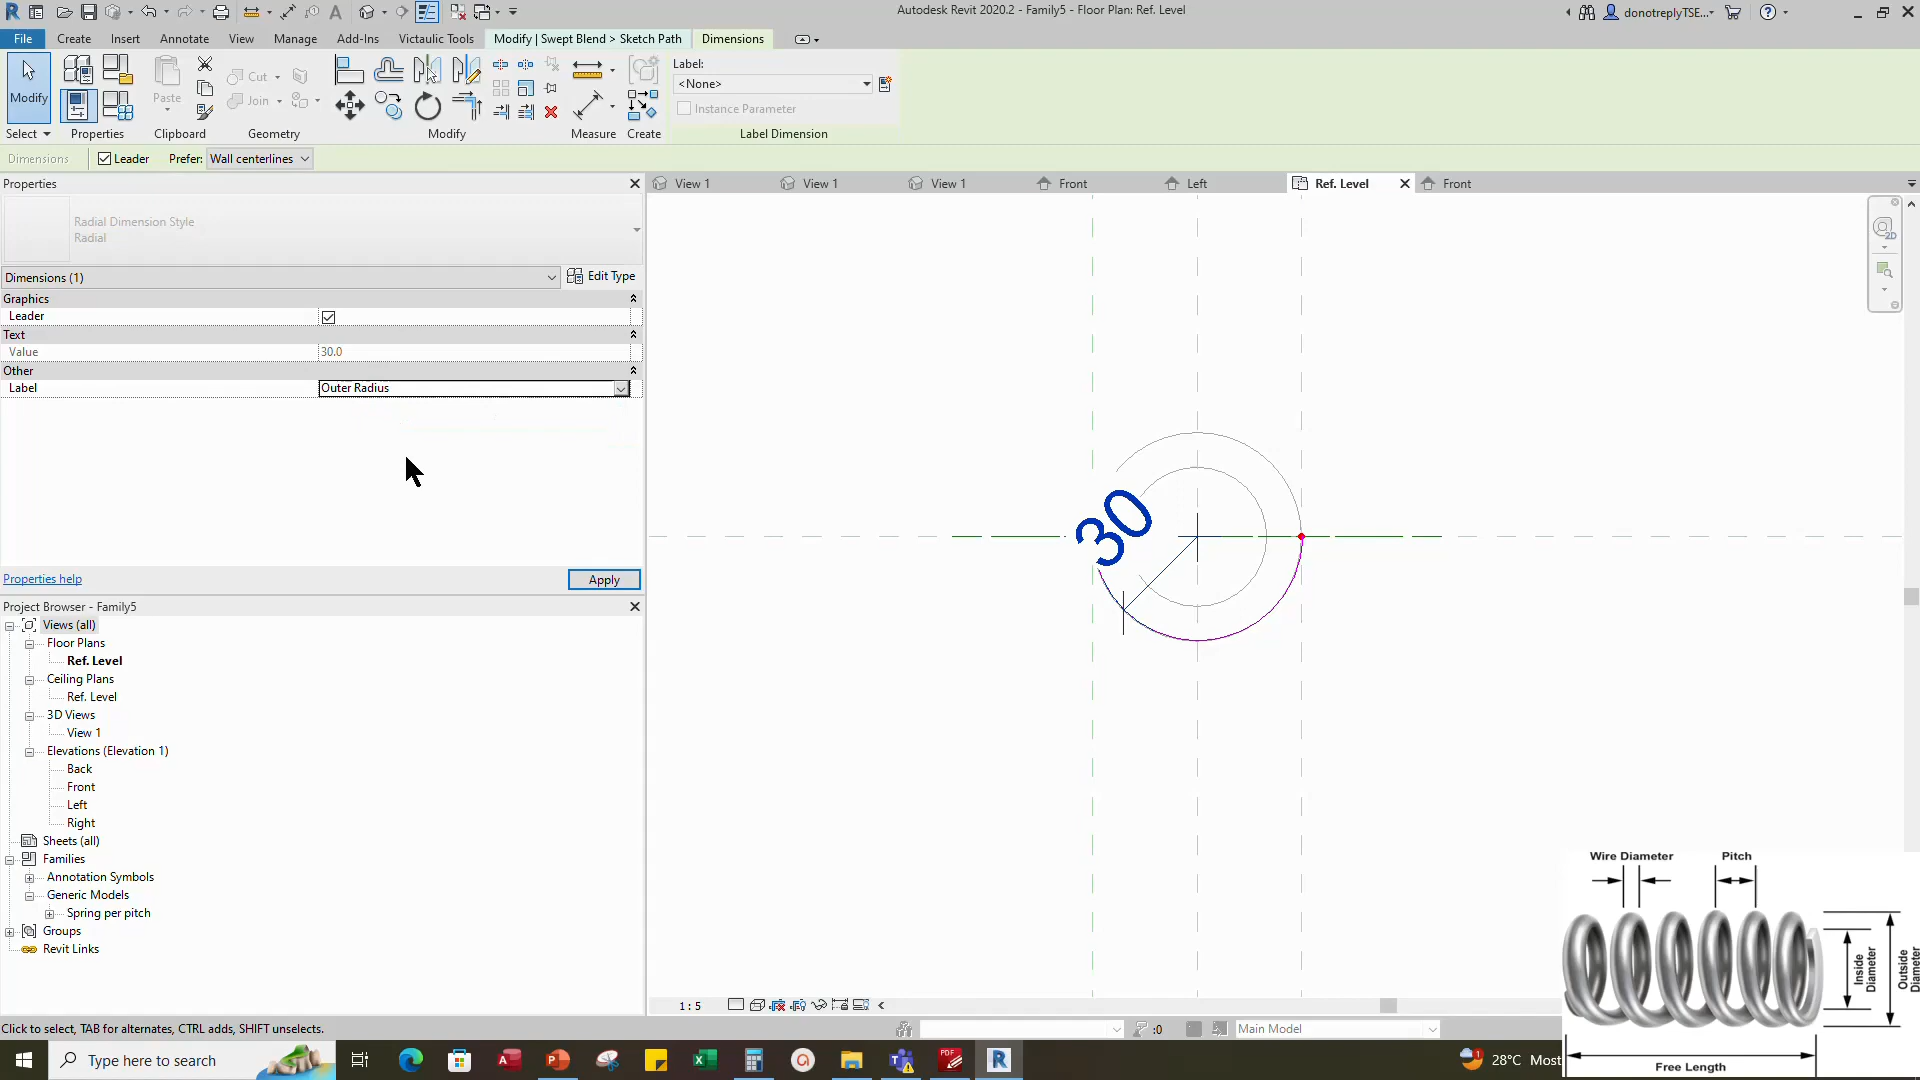 Autodesk Revit 2020.2 - Family5 - Floor Plan: Ref. Level
donotreplyTSE...
File
Create
Insert
Annotate
View
Manage
Add-Ins
Victaulic Tools
Modify | Swept Blend > Sketch Path
Dimensions
Modify
Paste
Cut
Join
Label:
<None>
Instance Parameter
Select
Properties
Clipboard
Geometry
Modify
Measure
Create
Label Dimension
Dimensions
Leader
Prefer:
Wall centerlines
Properties
View 1
View 1
View 1
Front
Left
Ref. Level
Front
Radial Dimension Style
Radial
Dimensions (1)
Edit Type
Graphics
Leader
Text
Value
30.0
Other
Label
Outer Radius
2D
30
Properties help
Apply
Project Browser - Family5
Views (all)
Floor Plans
Ref. Level
Ceiling Plans
Ref. Level
3D Views
View 1
Elevations (Elevation 1)
Back
Front
Left
Right
Sheets (all)
Families
Annotation Symbols
Generic Models
Spring per pitch
Groups
Revit Links
Wire Diameter
Pitch
Inside
Diameter
Outside
Diameter
Free Length
1 : 5
Click to select, TAB for alternates, CTRL adds, SHIFT unselects.
:0
Main Model
Type here to search
28°C Most